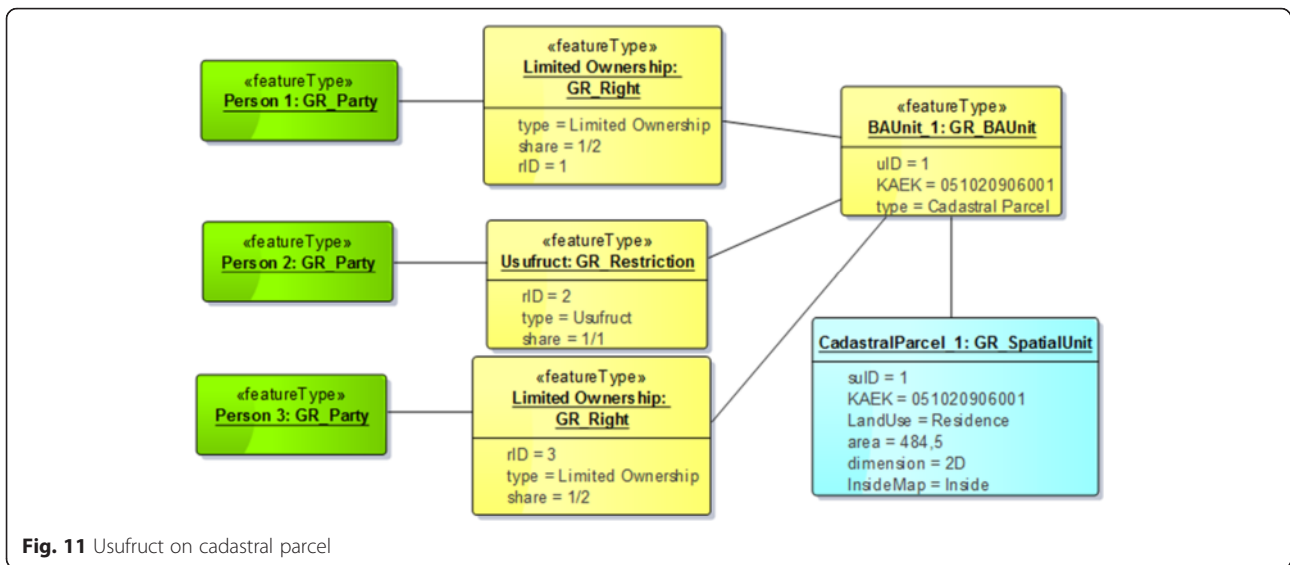 «featureType»
Person 1: GR_Party
«featureType»
Limited Ownership:
GR_Right
type = Limited Ownership
share = 1/2
rID = 1
«featureType»
BAUnit_1: GR_BAUnit
uID = 1
KAEK = 051020906001
type = Cadastral Parcel
«featureType»
Person 2: GR_Party
«featureType»
Usufruct: GR_Restriction
rID = 2
type = Usufruct
share = 1/1
CadastralParcel_1: GR_SpatialUnit
suID = 1
KAEK = 051020906001
LandUse = Residence
area = 484,5
dimension = 2D
InsideMap = Inside
«featureType»
Person 3: GR_Party
«featureType»
Limited Ownership:
GR_Right
rID = 3
type = Limited Ownership
share = 1/2
Fig. 11 Usufruct on cadastral parcel